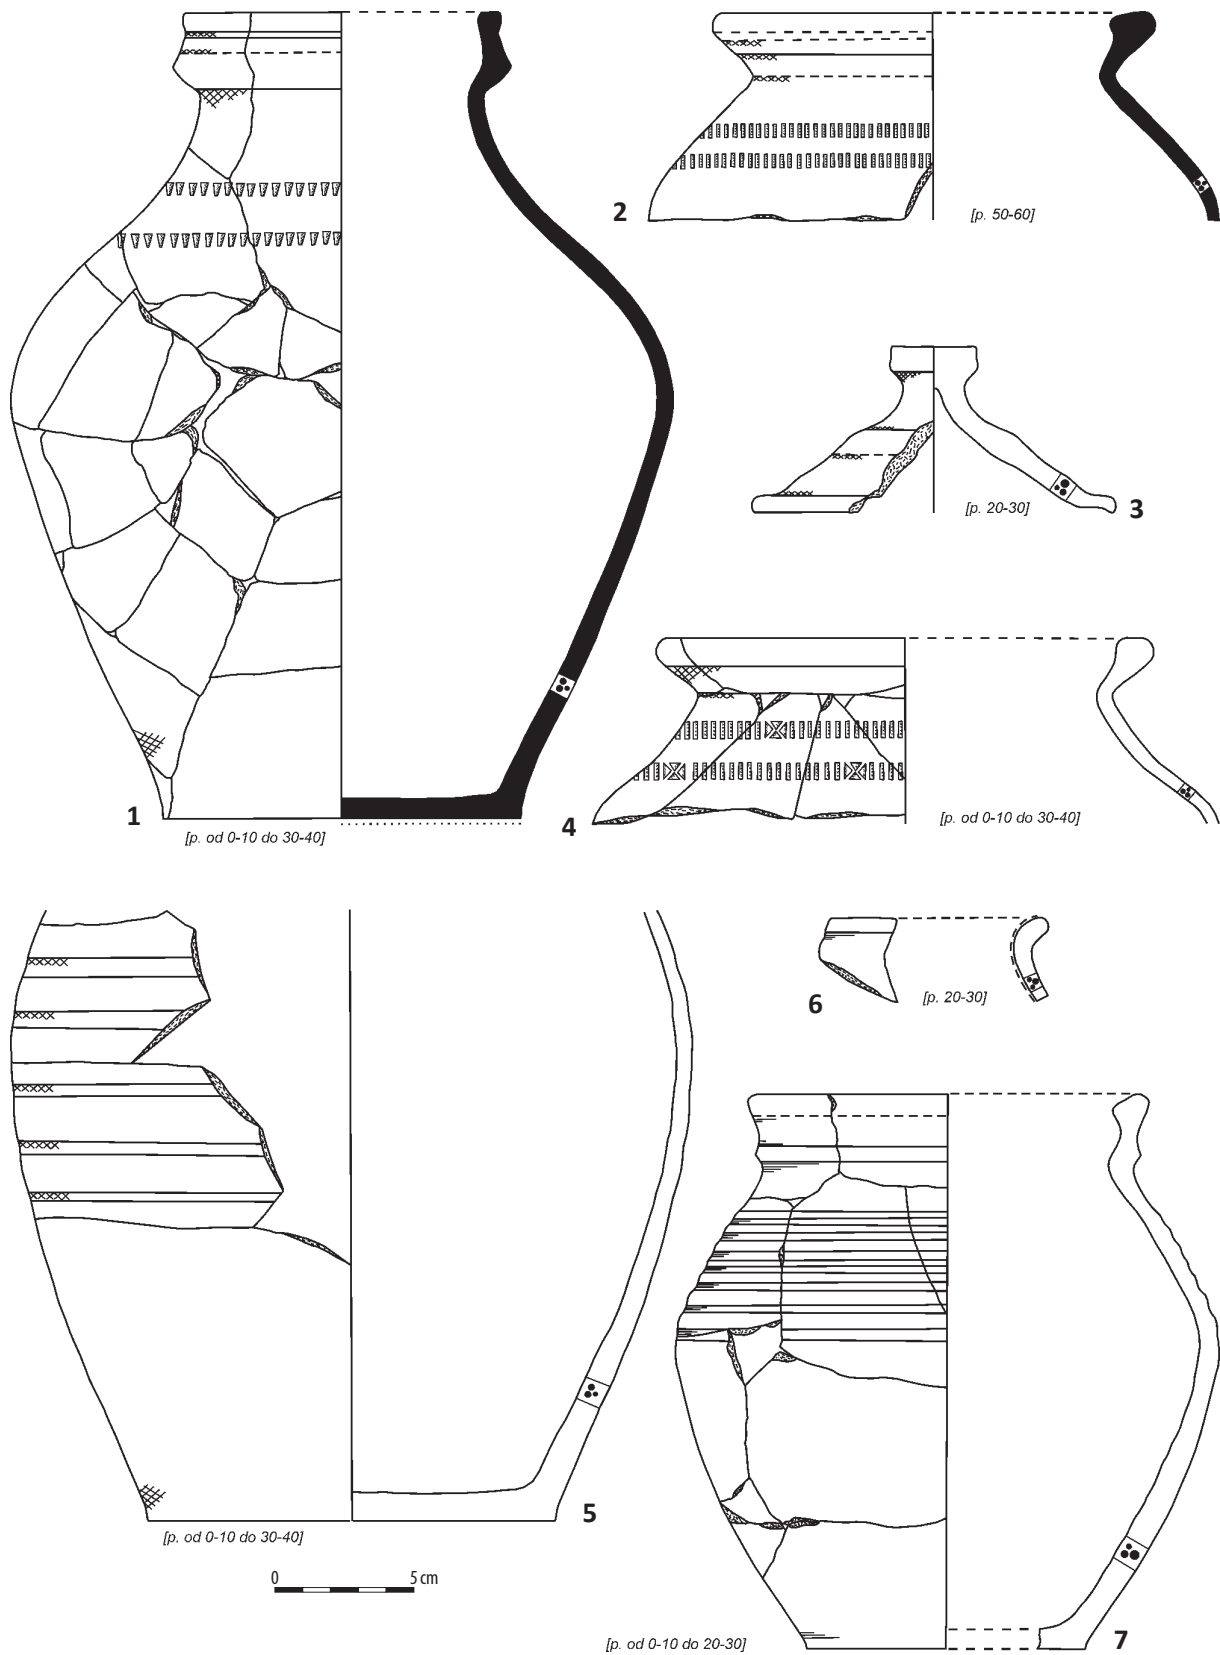 2
[p. 50-60]
[p. 20-30]
3
1
[p. od 0-10 do 30-40]
4
[p. od 0-10 do 30-40]
6
[p. 20-30]
5
[p. od 0-10 do 30-40]
0 5 cm
[p. od 0-10 do 20-30]
7